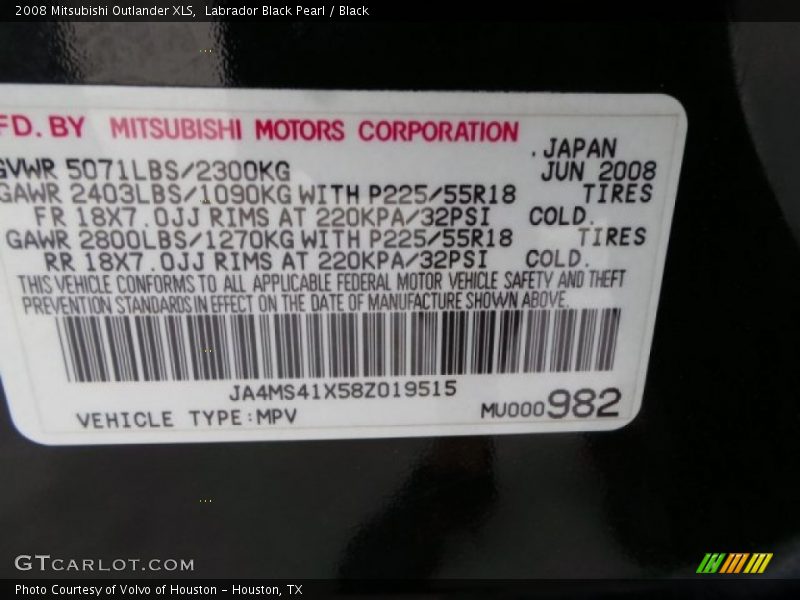 2008 Mitsubishi Outlander XLS,  Labrador Black Pearl / Black
FD. BY MITSUBISHI MOTORS CORPORATION
.JAPAN
GVWR 5071LBS/2300KG JUN 2008
GAWR 2403LBS/1090KG WITH P225/55R18 TIRES
FR 18X7.0JJ RIMS AT 220KPA/32PSI COLD.
GAWR 2800LBS/1270KG WITH P225/55R18 TIRES
RR 18X7.0JJ RIMS AT 220KPA/32PSI COLD.
THIS VEHICLE CONFORMS TO ALL APPLICABLE FEDERAL MOTOR VEHICLE SAFETY AND THEFT
PREVENTION STANDARDS IN EFFECT ON THE DATE OF MANUFACTURE SHOWN ABOVE.
JA4MS41X58Z019515
VEHICLE TYPE:MPV MU000982
GTCARLOT.COM
Photo Courtesy of Volvo of Houston - Houston, TX